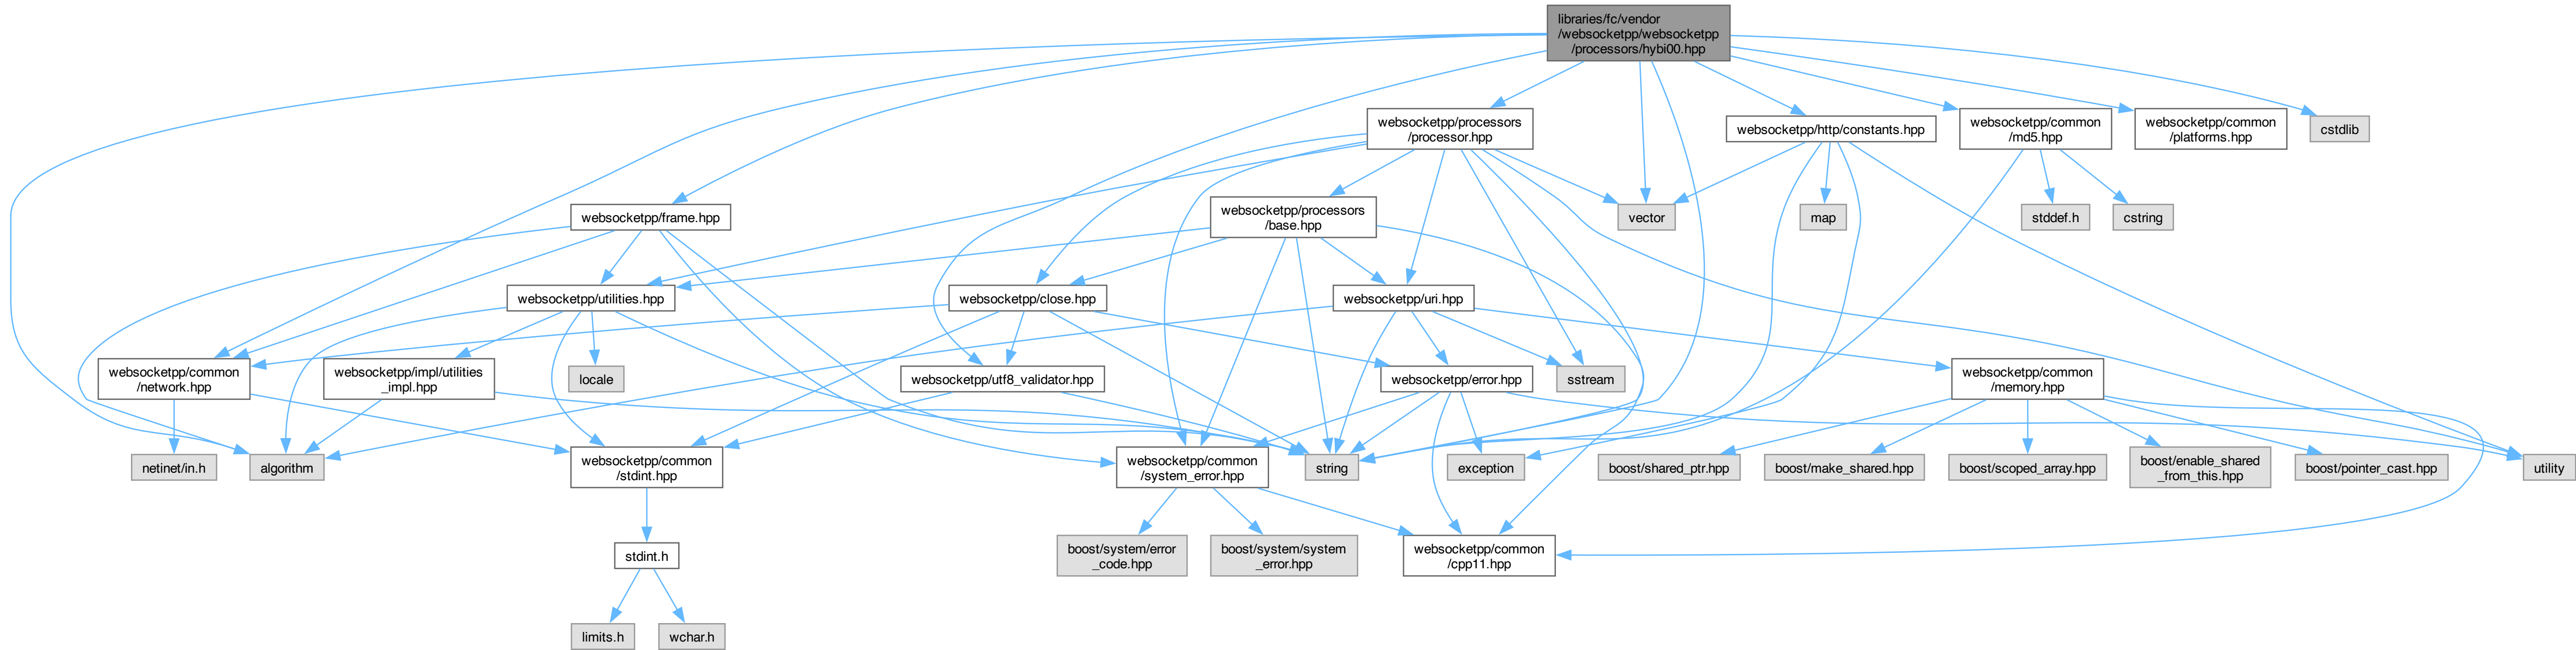 libraries/fc/vendor
/websocketpp/websocketpp
/processors/hybi00.hpp
websocketpp/processors
/processor.hpp
websocketpp/http/constants.hpp
websocketpp/common
/md5.hpp
websocketpp/common
/platforms.hpp
cstdlib
websocketpp/frame.hpp
websocketpp/processors
/base.hpp
vector
map
stddef.h
cstring
websocketpp/utilities.hpp
websocketpp/close.hpp
websocketpp/uri.hpp
websocketpp/common
/network.hpp
websocketpp/impl/utilities
_impl.hpp
locale
websocketpp/utf8_validator.hpp
websocketpp/error.hpp
sstream
websocketpp/common
/memory.hpp
netinet/in.h
algorithm
websocketpp/common
/stdint.hpp
websocketpp/common
/system_error.hpp
string
exception
boost/shared_ptr.hpp
boost/make_shared.hpp
boost/scoped_array.hpp
boost/enable_shared
_from_this.hpp
boost/pointer_cast.hpp
utility
stdint.h
boost/system/error
_code.hpp
boost/system/system
_error.hpp
websocketpp/common
/cpp11.hpp
limits.h
wchar.h